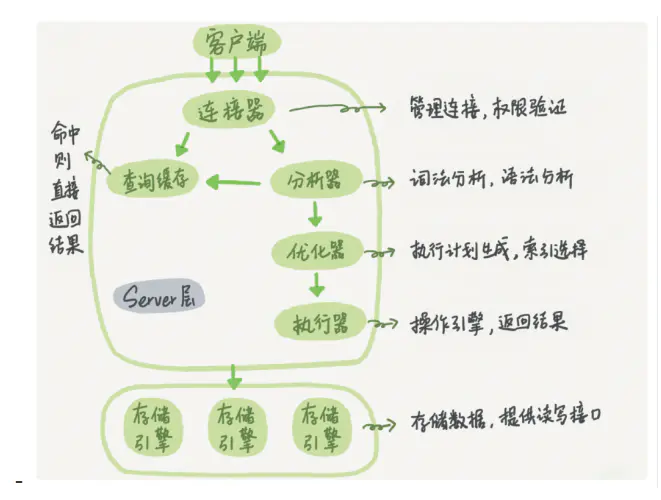 客户端
连接器
管理连接，权限验证
命中
则
直接
返回
结果
查询缓存
分析器
词法分析，语法分析
优化器
执行计划生成，索引选择
Server层
执行器
操作引擎，返回结果
存储
引擎
存储
引擎
存储
引擎
存储数据，提供读写接口